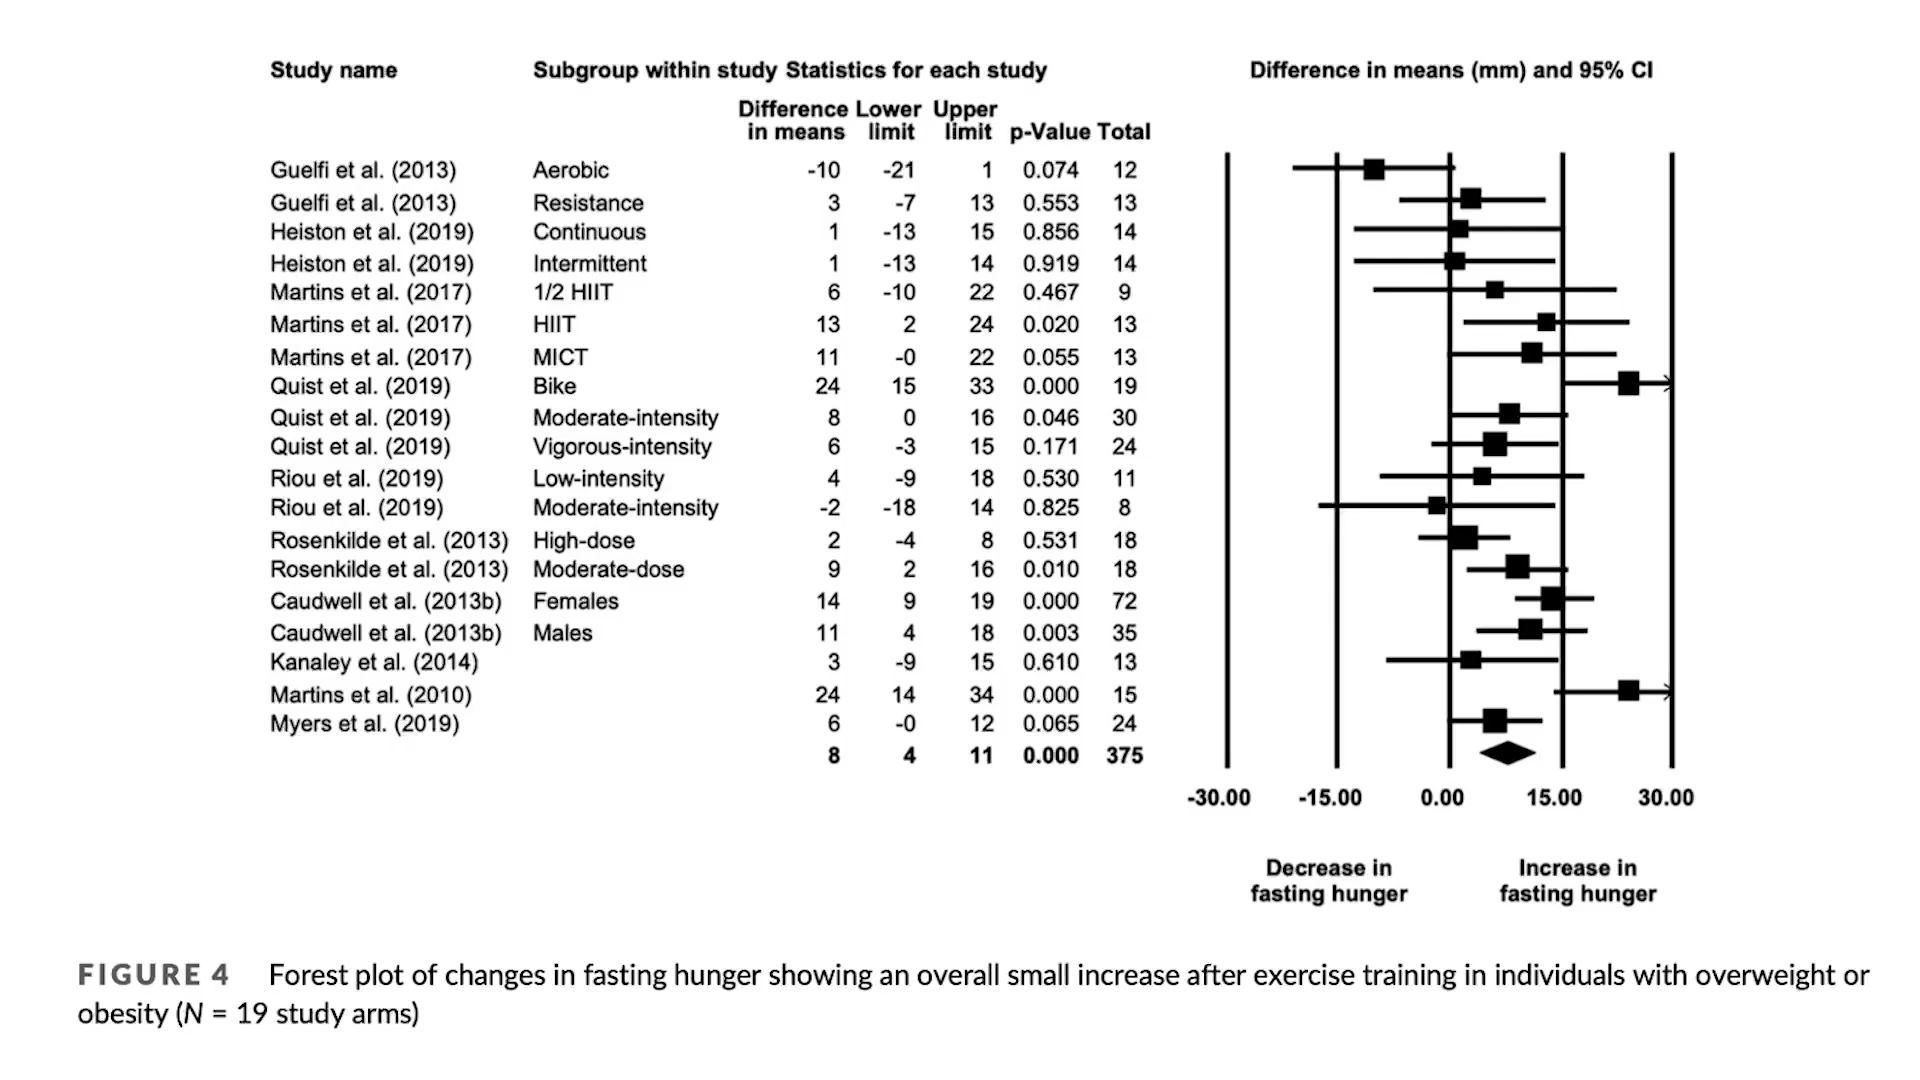 Study name Subgroup within study Statistics for each study Difference in means (mm) and 95% CI
Difference Lower Upper
in means limit limit p-Value Total
Guelfi et al. (2013) Aerobic -10 -21 1 0.074 12
Guelfi et al. (2013) Resistance 3 -7 13 0.553 13
Heiston et al. (2019) Continuous 1 -13 15 0.856 14
Heiston et al. (2019) Intermittent 1 -13 14 0.919 14
Martins et al. (2017) 1/2 HIIT 6 -10 22 0.467 9
Martins et al. (2017) HIIT 13 2 24 0.020 13
Martins et al. (2017) MICT 11 -0 22 0.055 13
Quist et al. (2019) Bike 24 15 33 0.000 19
Quist et al. (2019) Moderate-intensity 8 0 16 0.046 30
Quist et al. (2019) Vigorous-intensity 6 -3 15 0.171 24
Riou et al. (2019) Low-intensity 4 -9 18 0.530 11
Riou et al. (2019) Moderate-intensity -2 -18 14 0.825 8
Rosenkilde et al. (2013) High-dose 2 -4 8 0.531 18
Rosenkilde et al. (2013) Moderate-dose 9 2 16 0.010 18
Caudwell et al. (2013b) Females 14 9 19 0.000 72
Caudwell et al. (2013b) Males 11 4 18 0.003 35
Kanaley et al. (2014) 3 -9 15 0.610 13
Martins et al. (2010) 24 14 34 0.000 15
Myers et al. (2019) 6 -0 12 0.065 24
8 4 11 0.000 375
-30.00 -15.00 0.00 15.00 30.00
Decrease in Increase in
fasting hunger fasting hunger
FIGURE 4 Forest plot of changes in fasting hunger showing an overall small increase after exercise training in individuals with overweight or
obesity (N = 19 study arms)